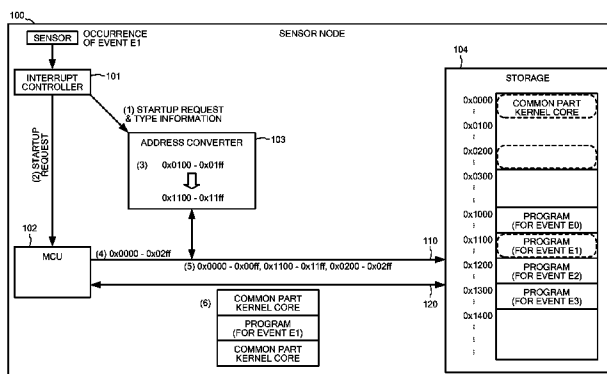 100
SENSOR
OCCURRENCE
OF EVENT E1
SENSOR NODE
INTERRUPT
CONTROLLER
101
(1) STARTUP REQUEST
& TYPE INFORMATION
(2) STARTUP
REQUEST
ADDRESS CONVERTER
103
(3) 0x0100 - 0x01ff
0x1100 - 0x11ff
102
MCU
(4) 0x0000 - 0x02ff
110
(5) 0x0000 - 0x00ff, 0x1100 - 0x11ff, 0x0200 - 0x02ff
120
(6) COMMON PART
KERNEL CORE
PROGRAM
(FOR EVENT E1)
COMMON PART
KERNEL CORE
104
STORAGE
0x0000
COMMON PART
KERNEL CORE
0x0100
0x0200
0x0300
0x1000
PROGRAM
(FOR EVENT E0)
0x1100
PROGRAM
(FOR EVENT E1)
0x1200
PROGRAM
(FOR EVENT E2)
0x1300
PROGRAM
(FOR EVENT E3)
0x1400